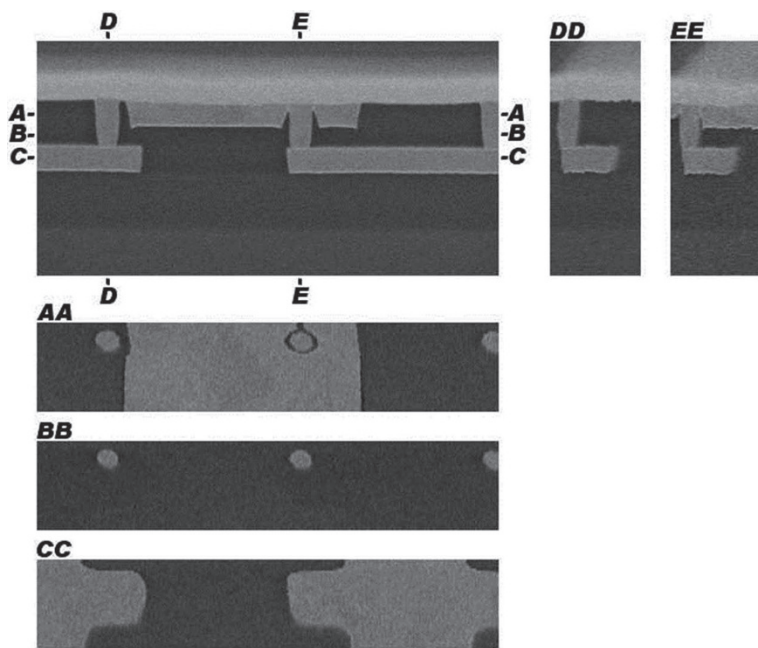 D E DD EE
A- -A
B- -B
C- -C
D E
AA
BB
CC